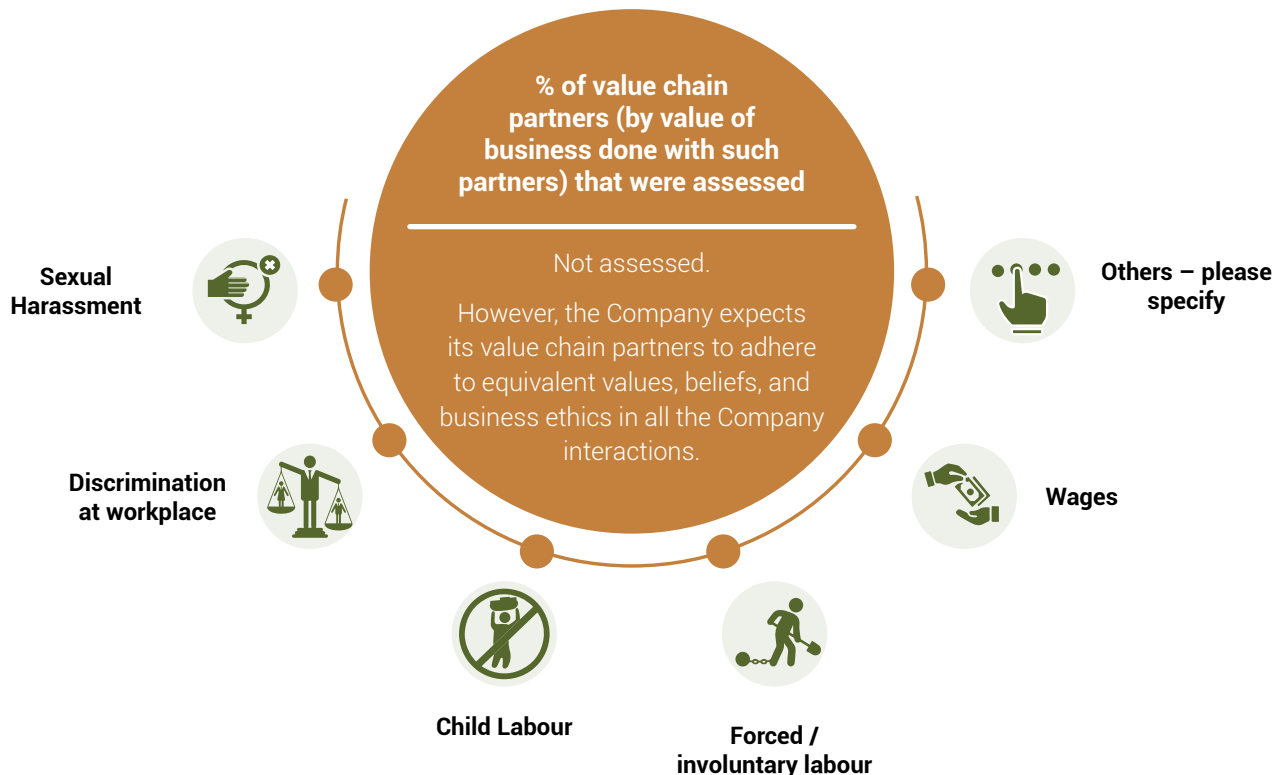 % of value chain
partners (by value of
business done with such
partners) that were assessed
Not assessed.
However, the Company expects
its value chain partners to adhere
to equivalent values, beliefs, and
business ethics in all the Company
interactions.
Sexual
Harassment
Discrimination
at workplace
Child Labour
Forced /
involuntary labour
Wages
Others – please
specify